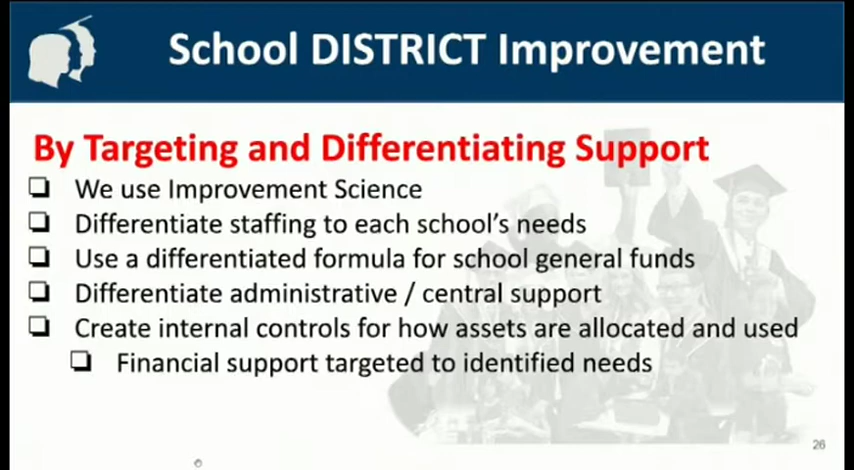 School DISTRICT Improvement
By Targeting and Differentiating Support
❑ We use Improvement Science
❑ Differentiate staffing to each school's needs
❑ Use a differentiated formula for school general funds
❑ Differentiate administrative / central support
❑ Create internal controls for how assets are allocated and used
❑ Financial support targeted to identified needs
26